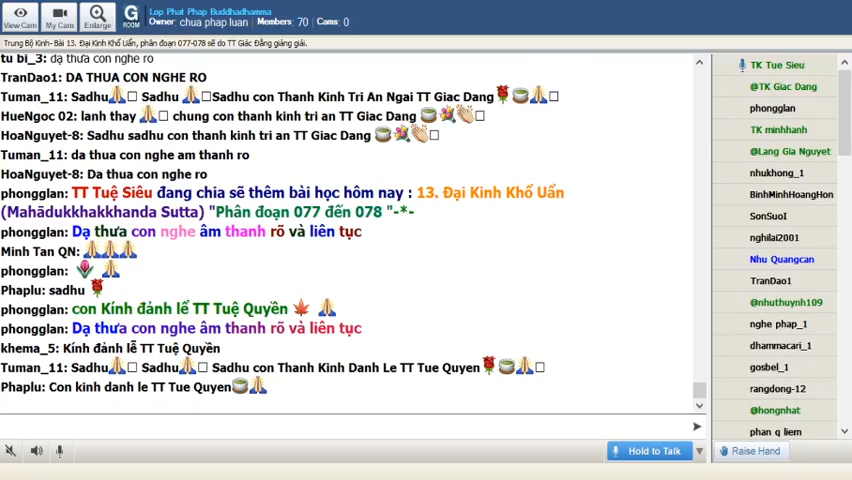 Lop Phat Phap Buddhadhamma
Owner: chua phap luan Members: 70 Cams: 0
View Cam
My Cam
Enlarge
G
ROOM
Trung Bộ Kinh- Bài 13. Đại Kinh Khổ Uẩn, phân đoạn 077-078 sẽ do TT Giác Đẳng giảng giải.
tu bi_3: dạ thưa con nghe ro
TranDao1: DA THUA CON NGHE RO
Tuman_11: Sadhu🙏 Sadhu 🙏Sadhu con Thanh Kinh Tri An Ngai TT Giac Dang🌹🍵🙏
HueNgoc 02: lanh thay 🙏 chung con thanh kinh tri an TT Giac Dang 🍵💐👏
HoaNguyet-8: Sadhu sadhu con thanh kinh tri an TT Giac Dang 🍵💐👏
Tuman_11: da thua con nghe am thanh ro
HoaNguyet-8: Da thua con nghe ro
phongglan: TT Tuệ Siêu đang chia sẽ thêm bài học hôm nay : 13. Đại Kinh Khổ Uẩn
(Mahādukkhakkhanda Sutta) "Phân đoạn 077 đến 078 "-*-
phongglan: Dạ thưa con nghe âm thanh rõ và liên tục
Minh Tan QN: 🙏🙏🙏
phongglan: 🌷 🙏
Phaplu: sadhu 🌹
phongglan: con Kính đảnh lể TT Tuệ Quyền 🍁 🙏
phongglan: Dạ thưa con nghe âm thanh rõ và liên tục
khema_5: Kính đảnh lễ TT Tuệ Quyền
Tuman_11: Sadhu🙏 Sadhu🙏 Sadhu con Thanh Kinh Danh Le TT Tue Quyen🌹🍵🙏
Phaplu: Con kinh danh le TT Tue Quyen🍵🙏
Hold to Talk
TK Tue Sieu
@TK Giac Dang
phongglan
TK minhhanh
@Lang Gia Nguyet
nhukhong_1
BinhMinhHoangHon
SonSuoI
nghilai2001
Nhu Quangcan
TranDao1
@nhuthuynh109
nghe phap_1
dhammacari_1
gosbel_1
rangdong-12
@hongnhat
phan q liem
Raise Hand